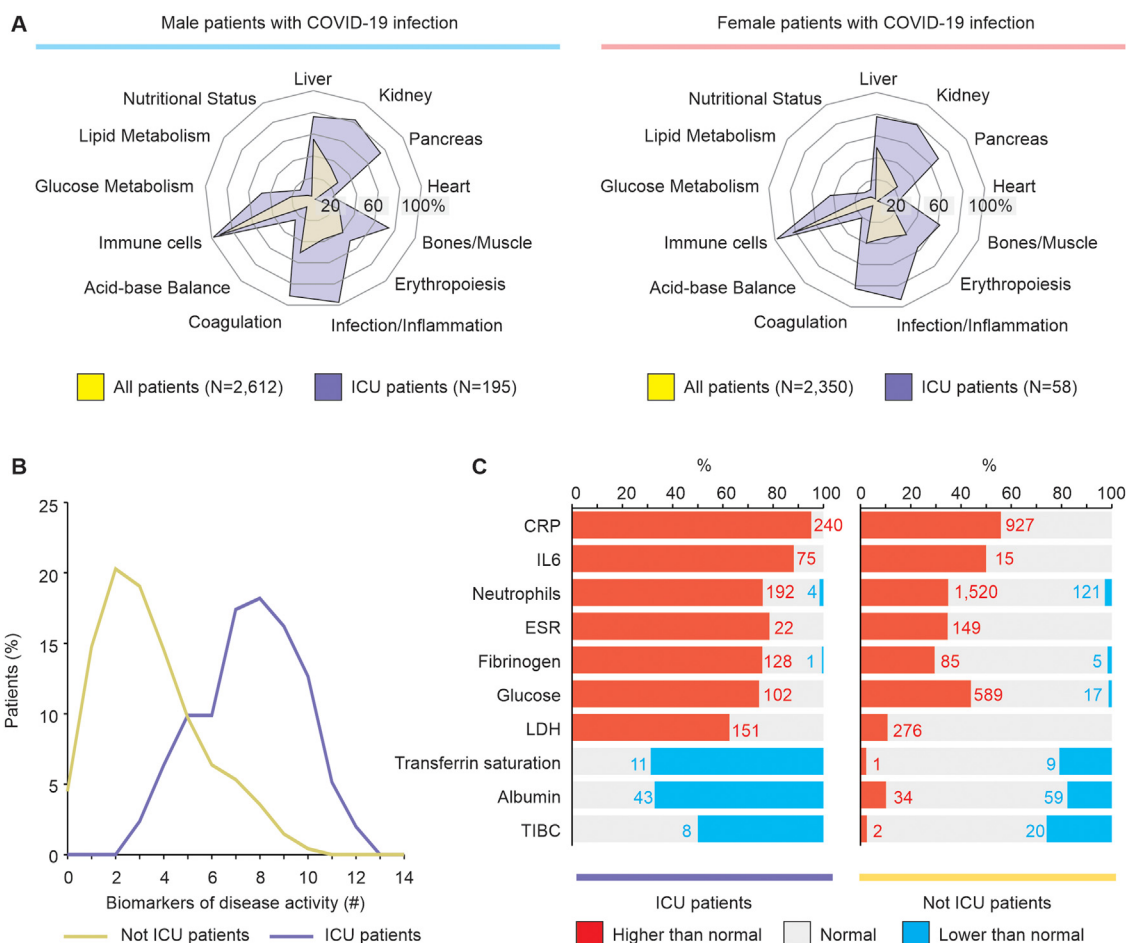 A
Male patients with COVID-19 infection
Female patients with COVID-19 infection
Liver
Nutritional Status
Kidney
Lipid Metabolism
Pancreas
Glucose Metabolism
Heart
20 60 100%
Immune cells
Bones/Muscle
Acid-base Balance
Erythropoiesis
Coagulation
Infection/Inflammation
All patients (N=2,612)
ICU patients (N=195)
Liver
Nutritional Status
Kidney
Lipid Metabolism
Pancreas
Glucose Metabolism
Heart
20 60 100%
Immune cells
Bones/Muscle
Acid-base Balance
Erythropoiesis
Coagulation
Infection/Inflammation
All patients (N=2,350)
ICU patients (N=58)
B
25
20
15
10
5
0
Patients (%)
0 2 4 6 8 10 12 14
Biomarkers of disease activity (#)
Not ICU patients
ICU patients
C
% %
0 20 40 60 80 100 0 20 40 60 80 100
CRP 240 927
IL6 75 15
Neutrophils 192 4 1,520 121
ESR 22 149
Fibrinogen 128 1 85 5
Glucose 102 589 17
LDH 151 276
Transferrin saturation 11 1 9
Albumin 43 34 59
TIBC 8 2 20
ICU patients
Not ICU patients
Higher than normal
Normal
Lower than normal